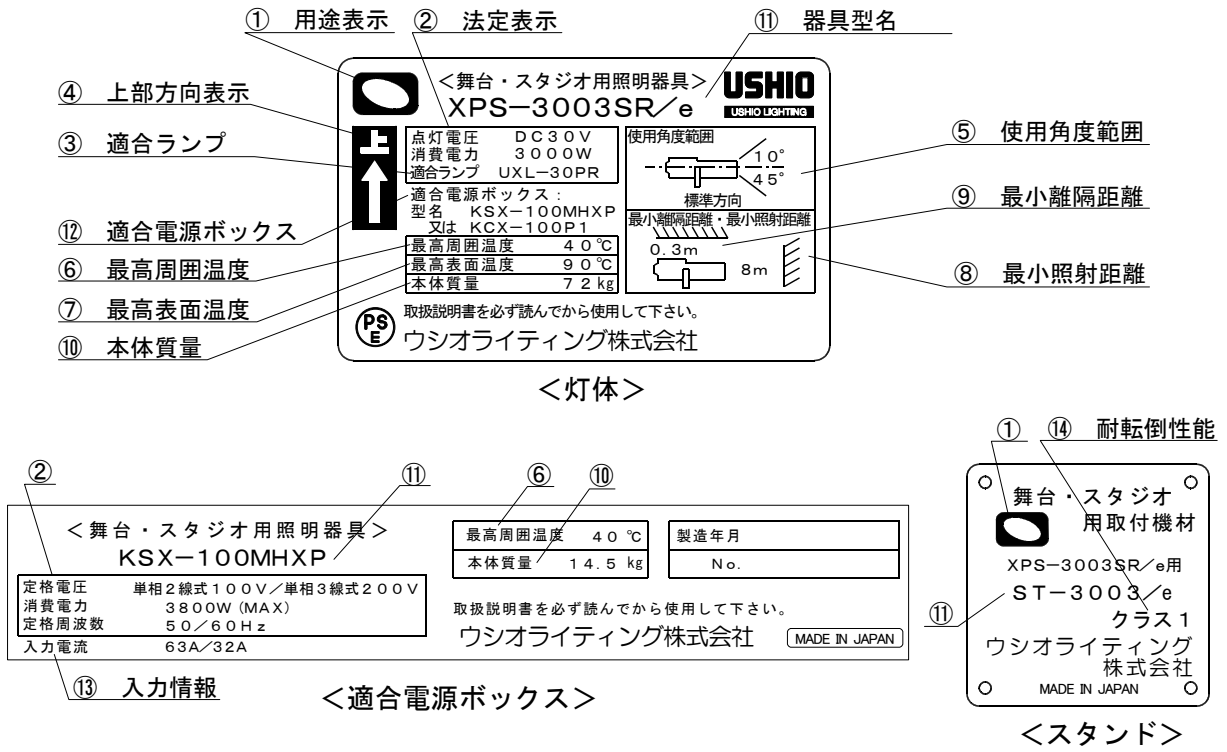 ① 用途表示
② 法定表示
⑪ 器具型名
④ 上部方向表示
③ 適合ランプ
⑫ 適合電源ボックス
⑥ 最高周囲温度
⑦ 最高表面温度
⑩ 本体質量
<舞台・スタジオ用照明器具>
XPS-3003SR/e
USHIO
USHIO LIGHTING
上
点灯電圧 DC30V
消費電力 3000W
適合ランプ UXL-30PR
適合電源ボックス:
型名 KSX-100MHXP
又は KCX-100P1
最高周囲温度 40℃
最高表面温度 90℃
本体質量 72kg
使用角度範囲
10°
45°
標準方向
最小離隔距離・最小照射距離
0.3m
8m
PS
E
取扱説明書を必ず読んでから使用して下さい。
ウシオライティング株式会社
⑤ 使用角度範囲
⑨ 最小離隔距離
⑧ 最小照射距離
<灯体>
②
⑪
⑥
⑩
<舞台・スタジオ用照明器具>
KSX-100MHXP
定格電圧 単相2線式100V/単相3線式200V
消費電力 3800W(MAX)
定格周波数 50/60Hz
入力電流 63A/32A
最高周囲温度 40℃
本体質量 14.5 kg
製造年月
No.
取扱説明書を必ず読んでから使用して下さい。
ウシオライティング株式会社
MADE IN JAPAN
⑬ 入力情報
<適合電源ボックス>
①
⑭ 耐転倒性能
舞台・スタジオ
用取付機材
XPS-3003SR/e用
ST-3003/e
クラス1
⑪
ウシオライティング
株式会社
MADE IN JAPAN
<スタンド>